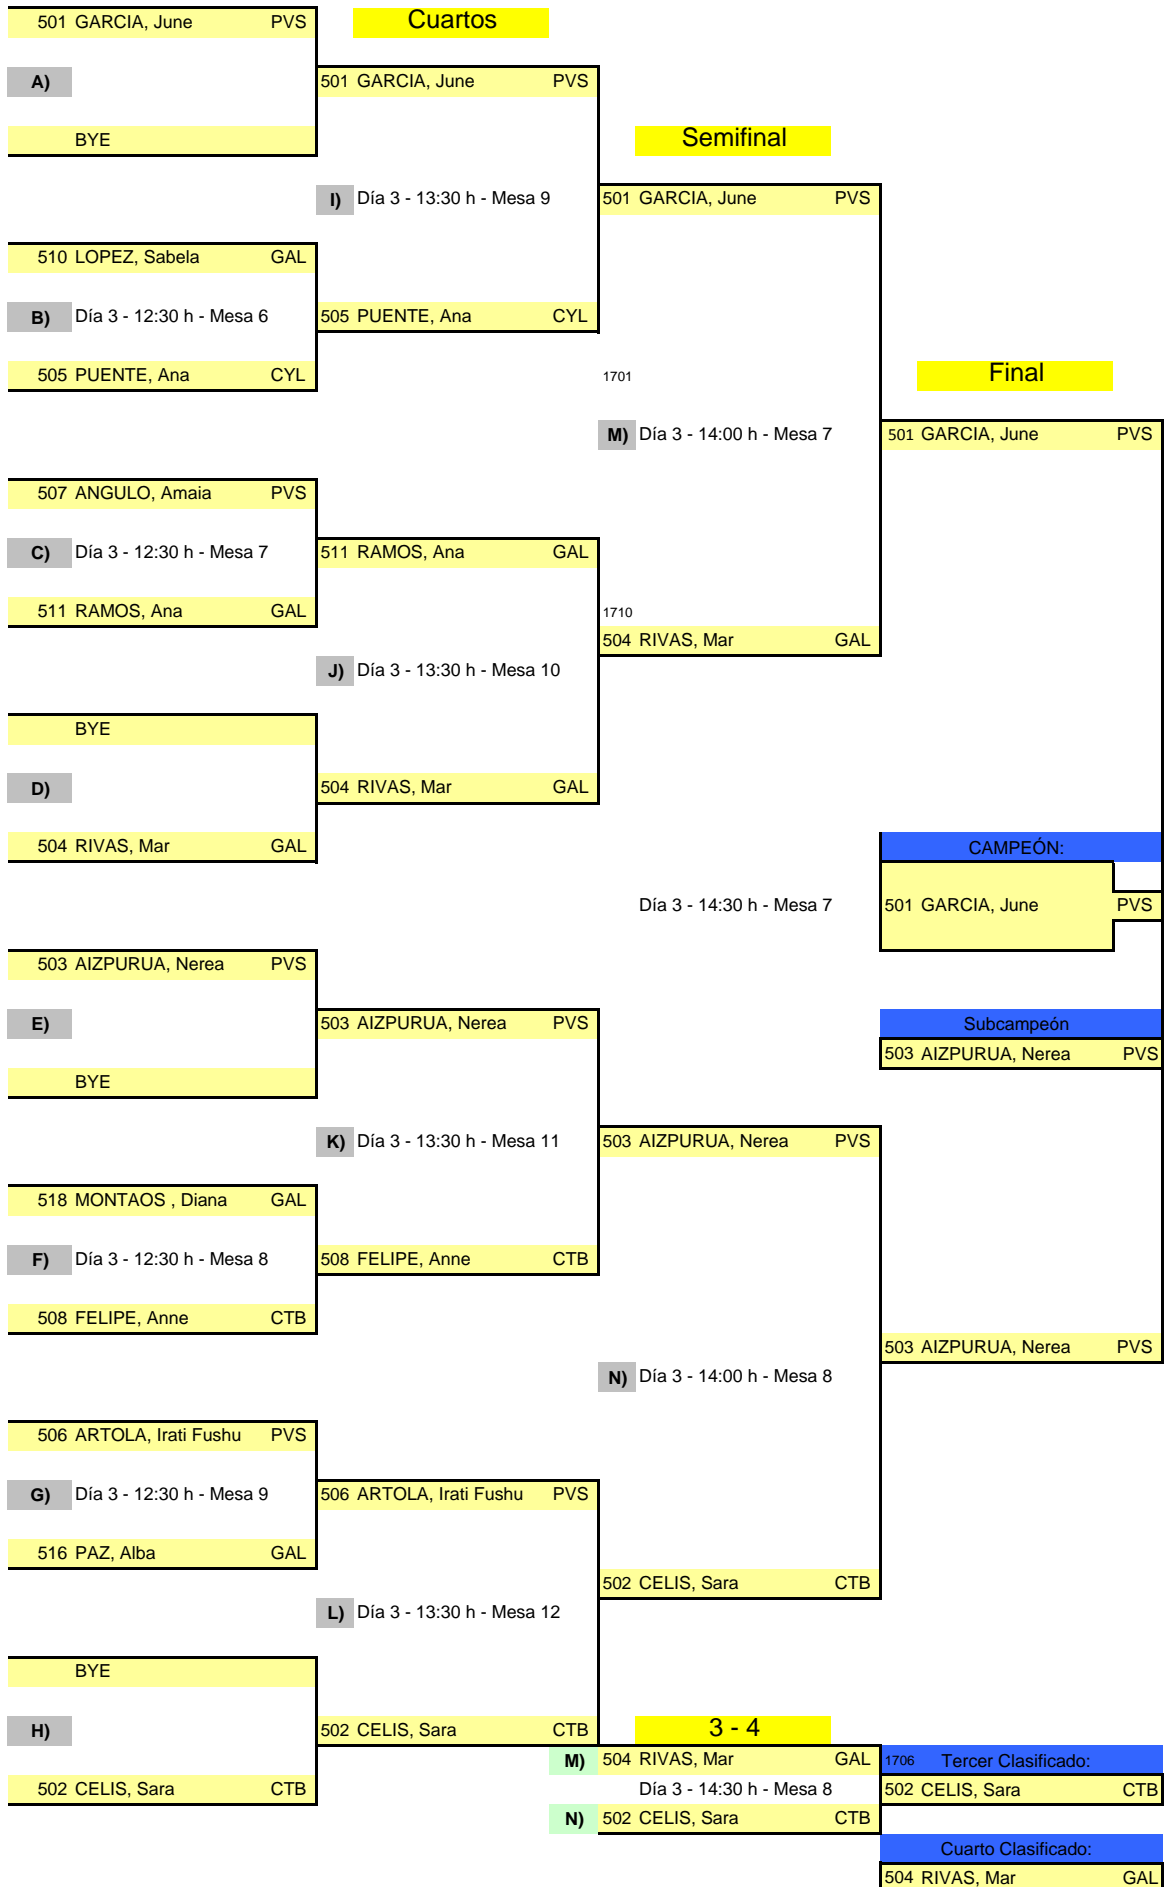 501 GARCIA, June PVS
Cuartos
A)
501 GARCIA, June PVS
BYE
Semifinal
I) Día 3 - 13:30 h - Mesa 9
501 GARCIA, June PVS
510 LOPEZ, Sabela GAL
B) Día 3 - 12:30 h - Mesa 6
505 PUENTE, Ana CYL
505 PUENTE, Ana CYL
1701
Final
M) Día 3 - 14:00 h - Mesa 7
501 GARCIA, June PVS
507 ANGULO, Amaia PVS
C) Día 3 - 12:30 h - Mesa 7
511 RAMOS, Ana GAL
511 RAMOS, Ana GAL
1710
504 RIVAS, Mar GAL
J) Día 3 - 13:30 h - Mesa 10
BYE
D)
504 RIVAS, Mar GAL
504 RIVAS, Mar GAL
CAMPEÓN:
Día 3 - 14:30 h - Mesa 7
501 GARCIA, June PVS
503 AIZPURUA, Nerea PVS
E)
503 AIZPURUA, Nerea PVS
Subcampeón
503 AIZPURUA, Nerea PVS
BYE
K) Día 3 - 13:30 h - Mesa 11
503 AIZPURUA, Nerea PVS
518 MONTAOS , Diana GAL
F) Día 3 - 12:30 h - Mesa 8
508 FELIPE, Anne CTB
508 FELIPE, Anne CTB
503 AIZPURUA, Nerea PVS
N) Día 3 - 14:00 h - Mesa 8
506 ARTOLA, Irati Fushu PVS
G) Día 3 - 12:30 h - Mesa 9
506 ARTOLA, Irati Fushu PVS
516 PAZ, Alba GAL
502 CELIS, Sara CTB
L) Día 3 - 13:30 h - Mesa 12
BYE
H)
502 CELIS, Sara CTB
3 - 4
M) 504 RIVAS, Mar GAL
1706 Tercer Clasificado:
502 CELIS, Sara CTB
Día 3 - 14:30 h - Mesa 8
502 CELIS, Sara CTB
N) 502 CELIS, Sara CTB
Cuarto Clasificado:
504 RIVAS, Mar GAL